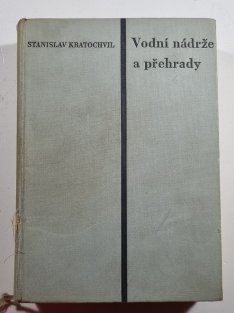 STANISLAV KRATOCHVIL
Vodní nádrže
a přehrady